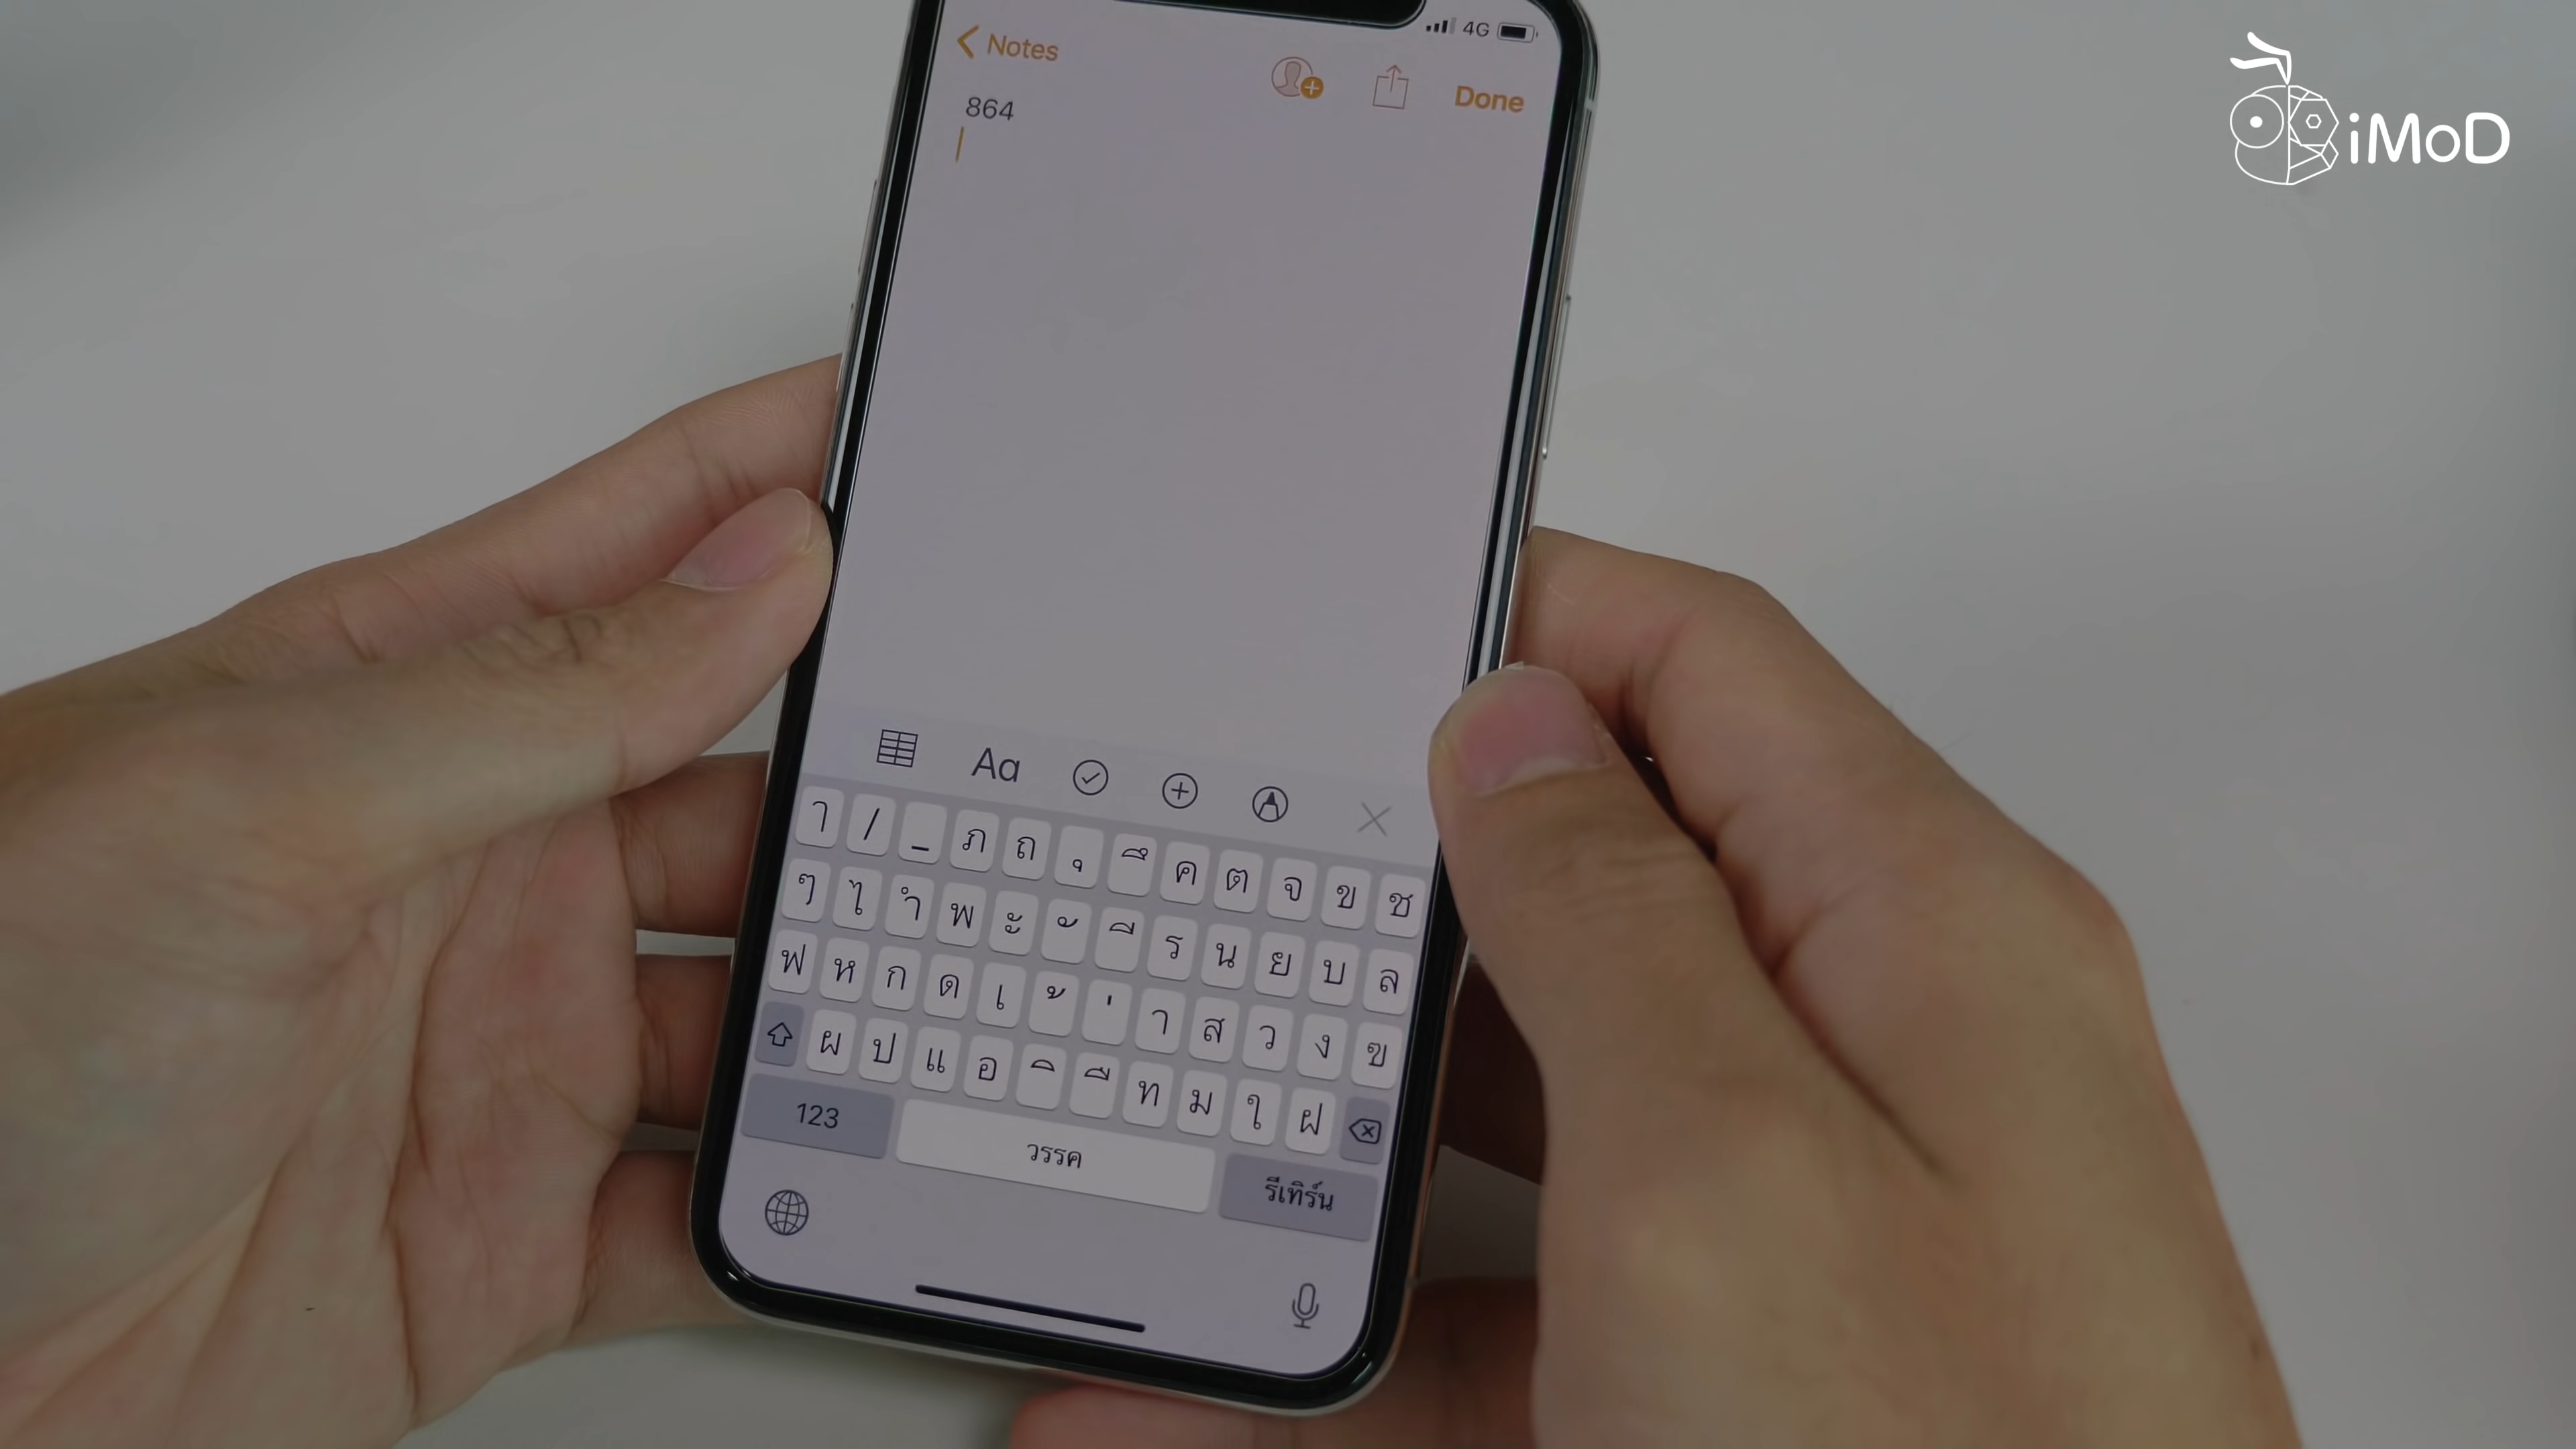 4G
Notes
Done
iMoD
864
Aa
ๅ / _ ภ ถ ุ ึ ค ต จ ข ช
ๆ ไ ำ พ ะ ั ี ร น ย บ ล
ฟ ห ก ด เ ้ ่ า ส ว ง ฃ
ผ ป แ อ ิ ื ท ม ใ ฝ
123 วรรค รีเทิร์น